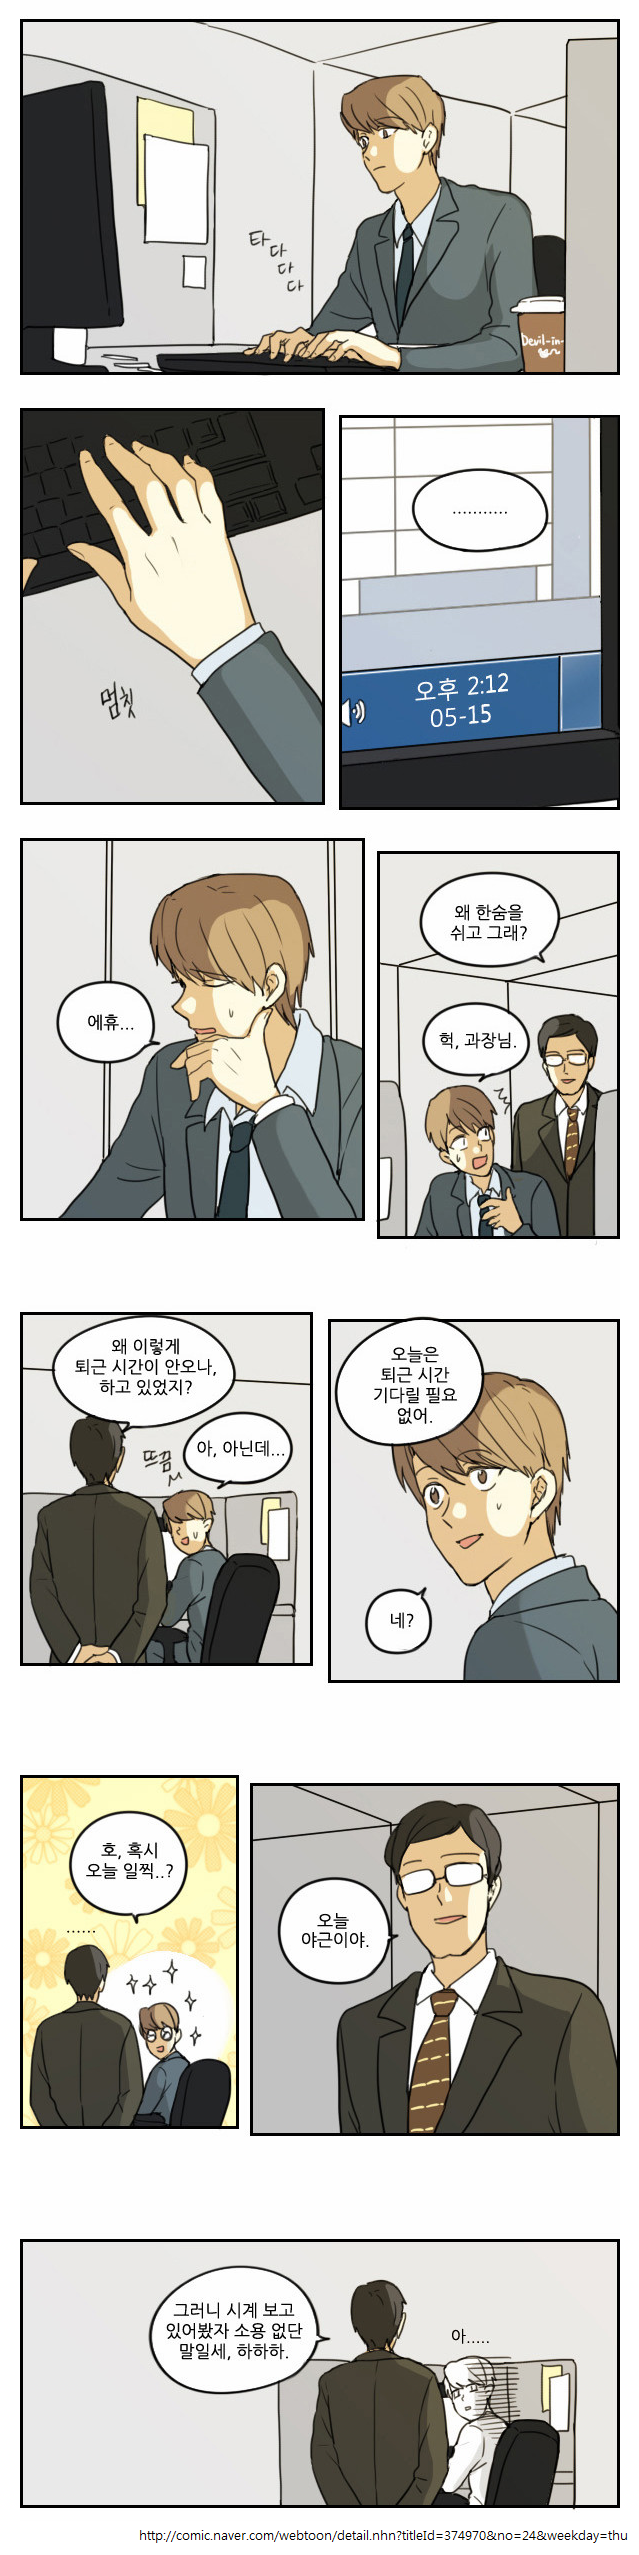 타
다
다
다
Devil-in-
멈칫
...........
오후 2:12
05-15
에휴...
왜 한숨을
쉬고 그래?
헉, 과장님.
왜 이렇게
퇴근 시간이 안오나,
하고 있었지?
뜨끔
아, 아닌데...
오늘은
퇴근 시간
기다릴 필요
없어.
네?
호, 혹시
오늘 일찍..?
......
오늘
야근이야.
그러니 시계 보고
있어봤자 소용 없단
말일세, 하하하.
아.....
http://comic.naver.com/webtoon/detail.nhn?titleId=374970&no=24&weekday=thu